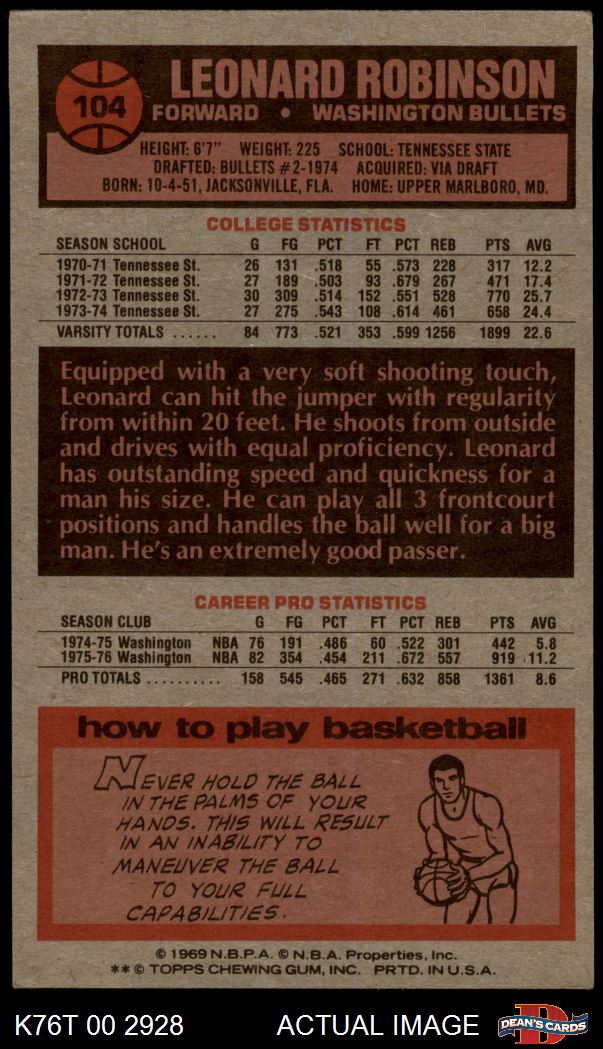 104
LEONARD ROBINSON
FORWARD • WASHINGTON BULLETS
HEIGHT: 6'7" WEIGHT: 225 SCHOOL: TENNESSEE STATE
DRAFTED: BULLETS #2-1974 ACQUIRED: VIA DRAFT
BORN: 10-4-51, JACKSONVILLE, FLA. HOME: UPPER MARLBORO, MD.
COLLEGE STATISTICS
SEASON SCHOOL G FG PCT FT PCT REB PTS AVG
1970-71 Tennessee St. 26 131 .518 55 .573 228 317 12.2
1971-72 Tennessee St. 27 189 .503 93 .679 267 471 17.4
1972-73 Tennessee St. 30 309 .514 152 .551 528 770 25.7
1973-74 Tennessee St. 27 275 .543 108 .614 461 658 24.4
VARSITY TOTALS ...... 84 773 .521 353 .599 1256 1899 22.6
Equipped with a very soft shooting touch,
Leonard can hit the jumper with regularity
from within 20 feet. He shoots from outside
and drives with equal proficiency. Leonard
has outstanding speed and quickness for a
man his size. He can play all 3 frontcourt
positions and handles the ball well for a big
man. He's an extremely good passer.
CAREER PRO STATISTICS
SEASON CLUB G FG PCT FT PCT REB PTS AVG
1974-75 Washington NBA 76 191 .486 60 .522 301 442 5.8
1975-76 Washington NBA 82 354 .454 211 .672 557 919 11.2
PRO TOTALS .......... 158 545 .465 271 .632 858 1361 8.6
how to play basketball
NEVER HOLD THE BALL
IN THE PALMS OF YOUR
HANDS. THIS WILL RESULT
IN AN INABILITY TO
MANEUVER THE BALL
TO YOUR FULL
CAPABILITIES.
© 1969 N.B.P.A. © N.B.A. Properties, Inc.
** © TOPPS CHEWING GUM, INC. PRTD. IN U.S.A.
K76T 00 2928 ACTUAL IMAGE
DEAN'S CARDS